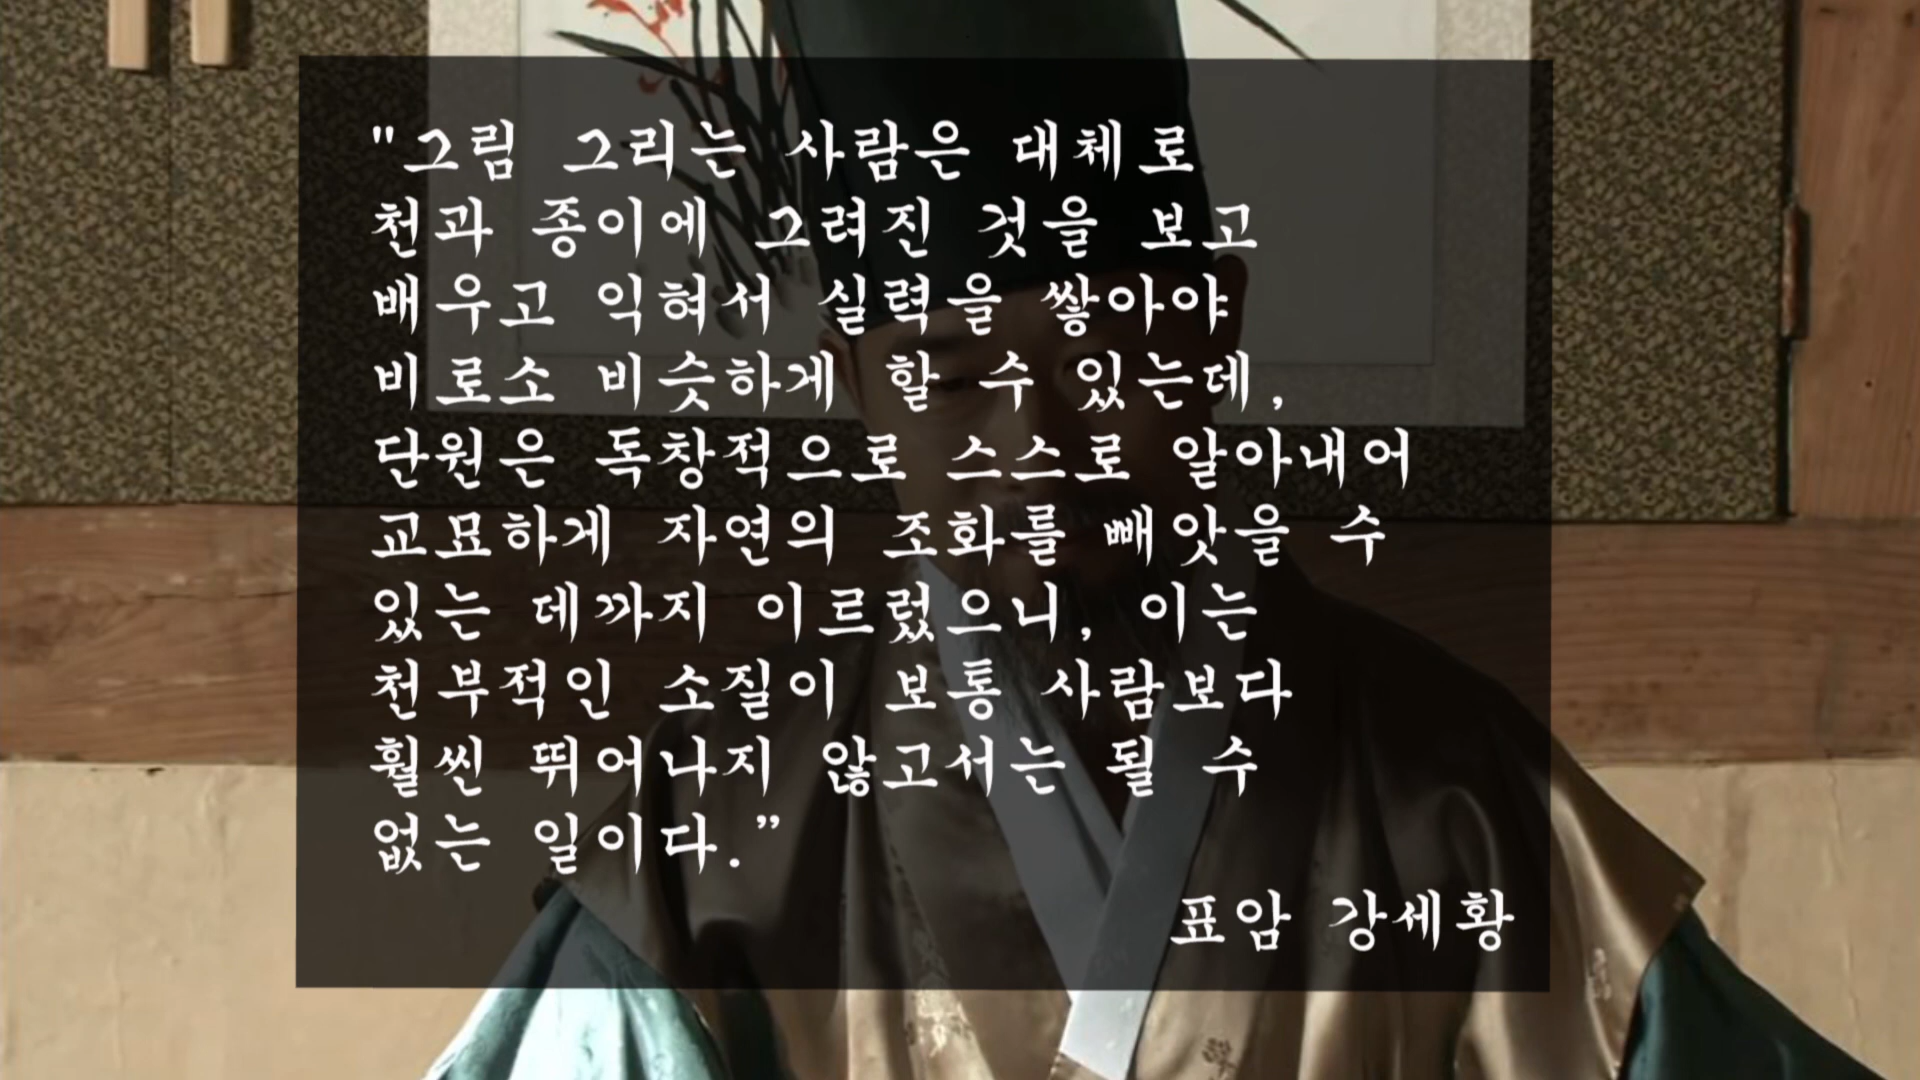 "그림 그리는 사람은 대체로
천과 종이에 그려진 것을 보고
배우고 익혀서 실력을 쌓아야
비로소 비슷하게 할 수 있는데,
단원은 독창적으로 스스로 알아내어
교묘하게 자연의 조화를 빼앗을 수
있는 데까지 이르렀으니, 이는
천부적인 소질이 보통 사람보다
훨씬 뛰어나지 않고서는 될 수
없는 일이다.”
표암 강세황